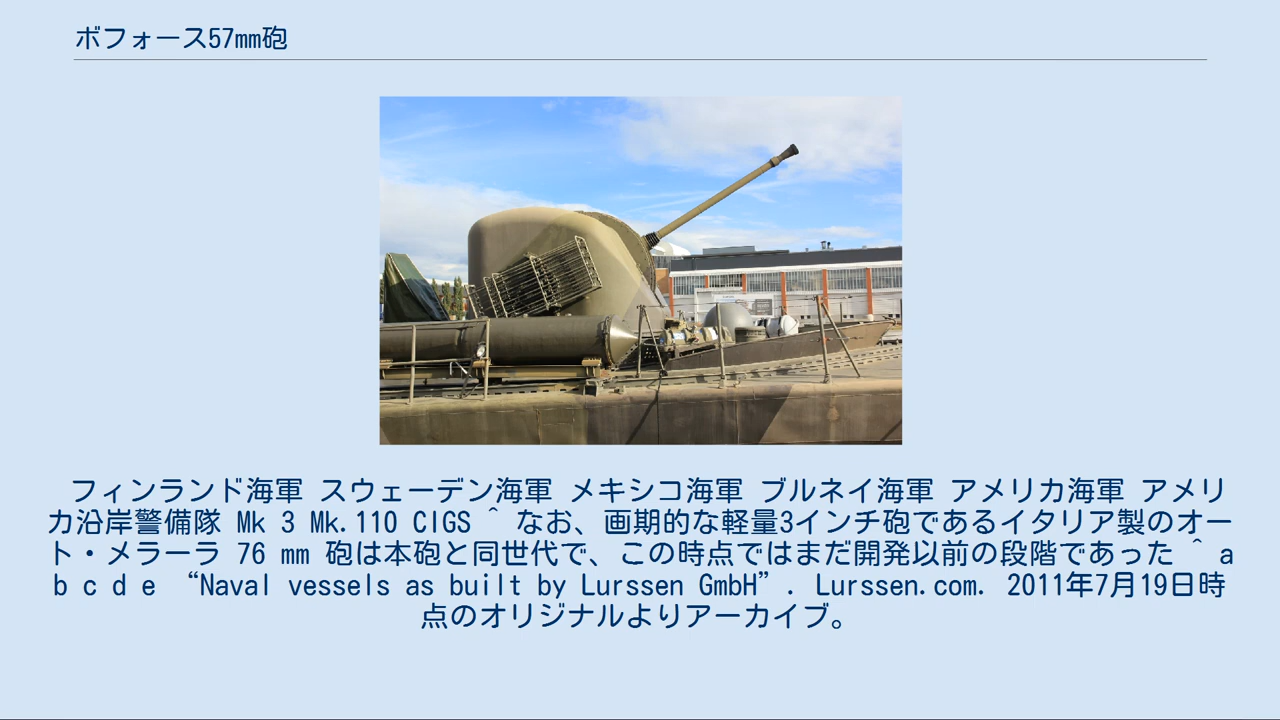 ボフォース57mm砲
フィンランド海軍 スウェーデン海軍 メキシコ海軍 ブルネイ海軍 アメリカ海軍 アメリ
カ沿岸警備隊 Mk 3 Mk.110 CIGS ^ なお、画期的な軽量3インチ砲であるイタリア製のオー
ト・メラーラ 76 mm 砲は本砲と同世代で、この時点ではまだ開発以前の段階であった ^ a
b c d e “Naval vessels as built by Lurssen GmbH”. Lurssen.com. 2011年7月19日時
点のオリジナルよりアーカイブ。